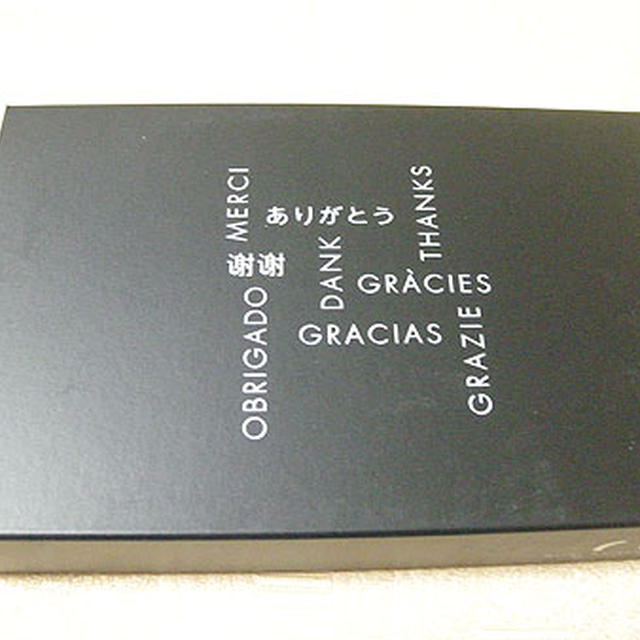 MERCI
ありがとう
THANKS
谢谢
DANK
GRÀCIES
OBRIGADO
GRACIAS
GRAZIE